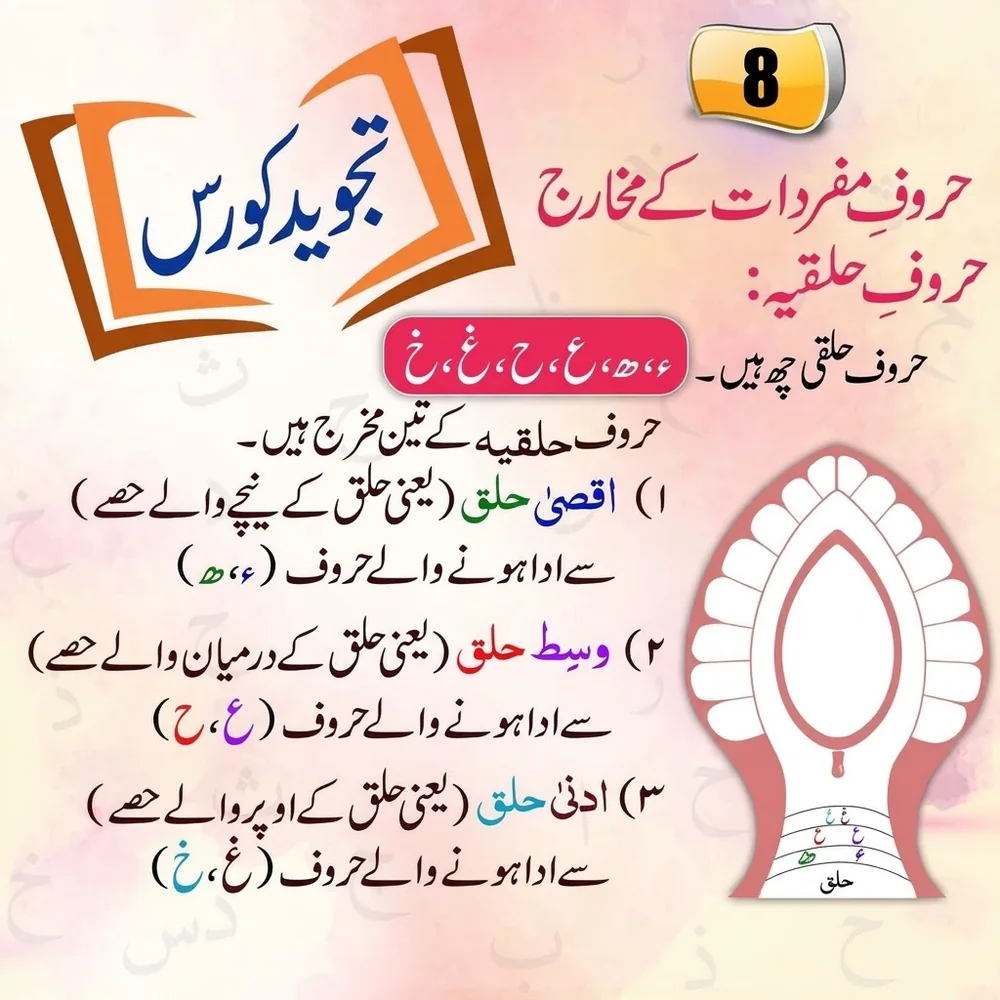 8
تجوید کورس
حروفِ مفردات کے مخارج
حروفِ حلقیہ:
حروف حلقی چھ ہیں۔ ء، ھ، ع، ح، غ، خ
حروف حلقیہ کے تین مخرج ہیں۔
۱) اقصیٰ حلق (یعنی حلق کے نیچے والے حصے)
سے ادا ہونے والے حروف (ء، ھ)
۲) وسِط حلق (یعنی حلق کے درمیان والے حصے)
سے ادا ہونے والے حروف (ع، ح)
۳) ادنیٰ حلق (یعنی حلق کے اوپر والے حصے)
سے ادا ہونے والے حروف (غ، خ)
ء ھ
حلق